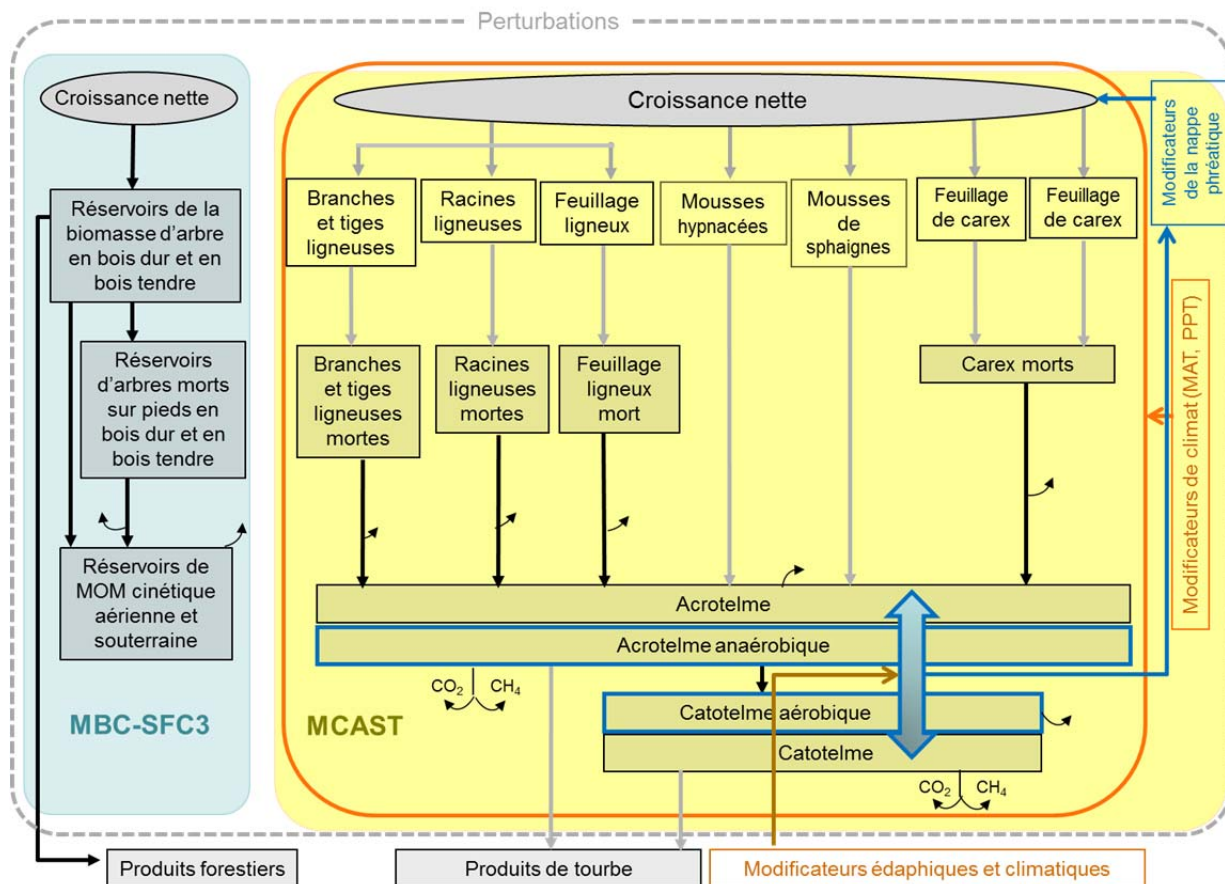 Perturbations
Croissance nette
Réservoirs de la
biomasse d'arbre
en bois dur et en
bois tendre
Réservoirs
d'arbres morts
sur pieds en
bois dur et en
bois tendre
Réservoirs de
MOM cinétique
aérienne et
souterraine
MBC-SFC3
Croissance nette
Branches
et tiges
ligneuses
Racines
ligneuses
Feuillage
ligneux
Mousses
hypnacées
Mousses
de
sphaignes
Feuillage
de carex
Feuillage
de carex
Branches
et tiges
ligneuses
mortes
Racines
ligneuses
mortes
Feuillage
ligneux
mort
Carex morts
Acrotelme
Acrotelme anaérobique
CO2 CH4
Catotelme aérobique
Catotelme
CO2 CH4
MCAST
Modificateurs
de la nappe
phréatique
Modificateurs de climat (MAT, PPT)
Produits forestiers
Produits de tourbe
Modificateurs édaphiques et climatiques